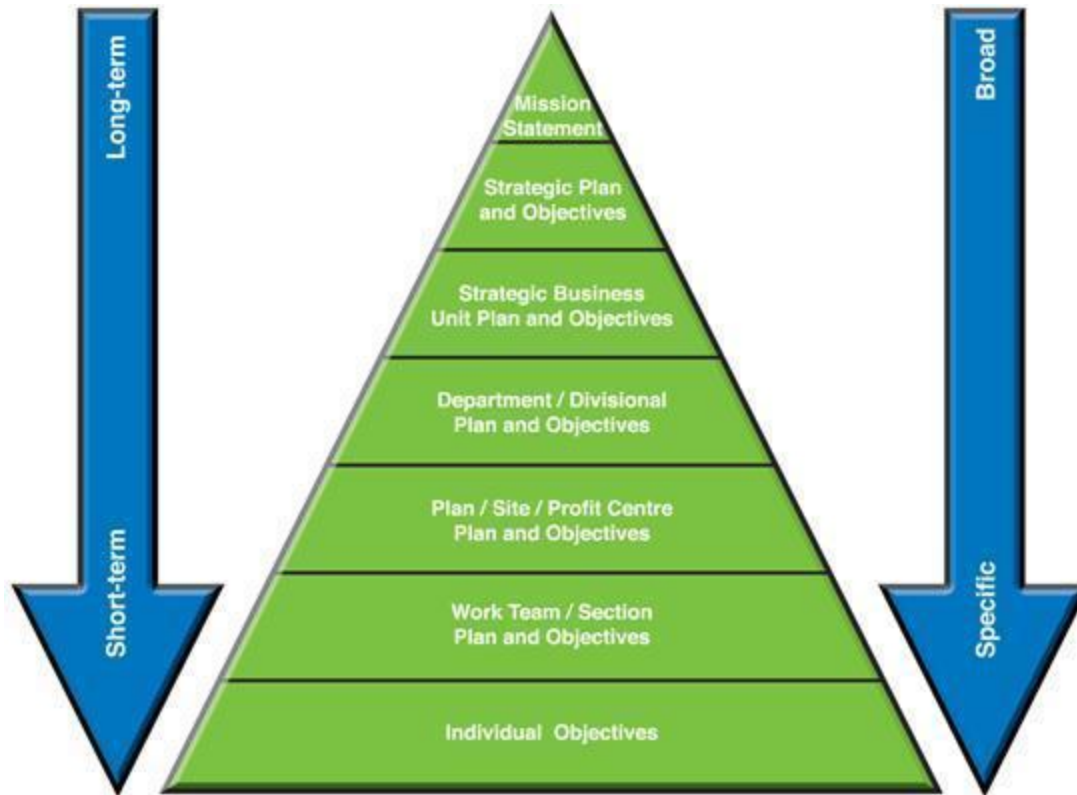 Long-term
Short-term
Mission
Statement
Strategic Plan
and Objectives
Strategic Business
Unit Plan and Objectives
Department / Divisional
Plan and Objectives
Plan / Site / Profit Centre
Plan and Objectives
Work Team / Section
Plan and Objectives
Individual Objectives
Broad
Specific